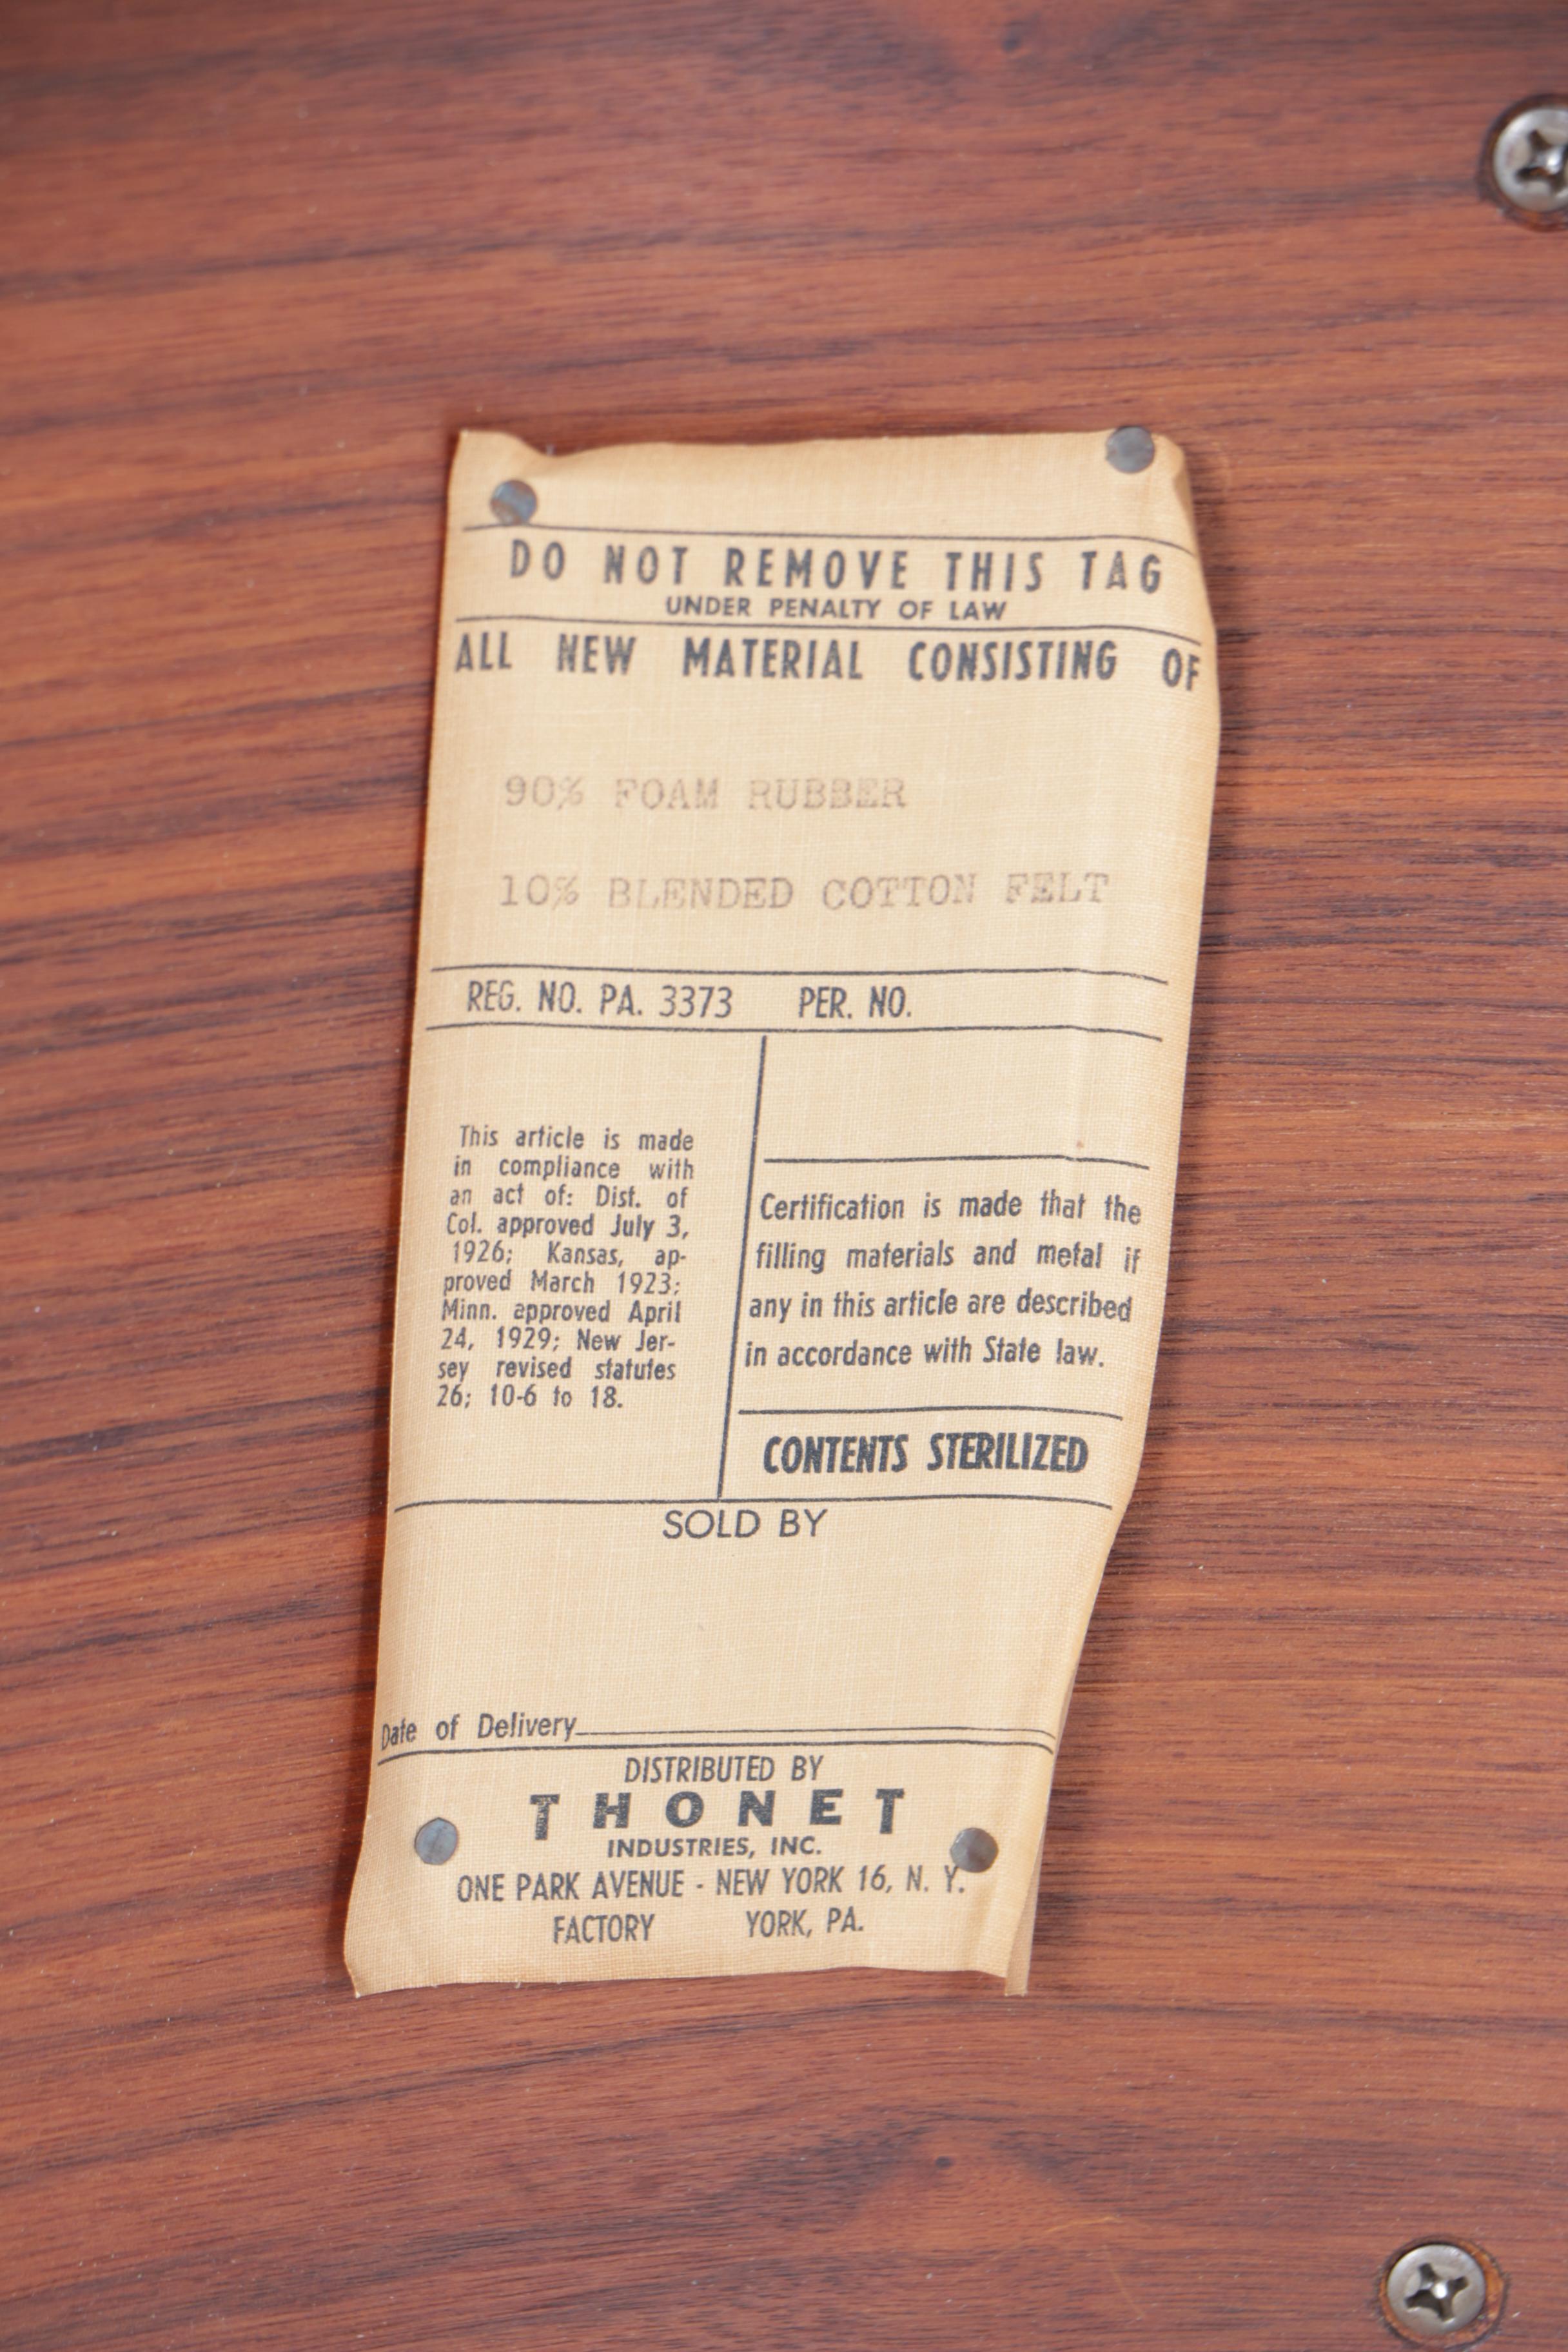 DO NOT REMOVE THIS TAG
UNDER PENALTY OF LAW
ALL NEW MATERIAL CONSISTING OF
90% FOAM RUBBER
10% BLENDED COTTON FELT
REG. NO. PA. 3373 PER. NO.
This article is made
in compliance with
an act of: Dist. of
Col. approved July 3,
1926; Kansas, ap-
proved March 1923;
Minn. approved April
24, 1929; New Jer-
sey revised statutes
26; 10-6 to 18.
Certification is made that the
filling materials and metal if
any in this article are described
in accordance with State law.
CONTENTS STERILIZED
SOLD BY
Date of Delivery
DISTRIBUTED BY
THONET
INDUSTRIES, INC.
ONE PARK AVENUE - NEW YORK 16, N. Y.
FACTORY YORK, PA.